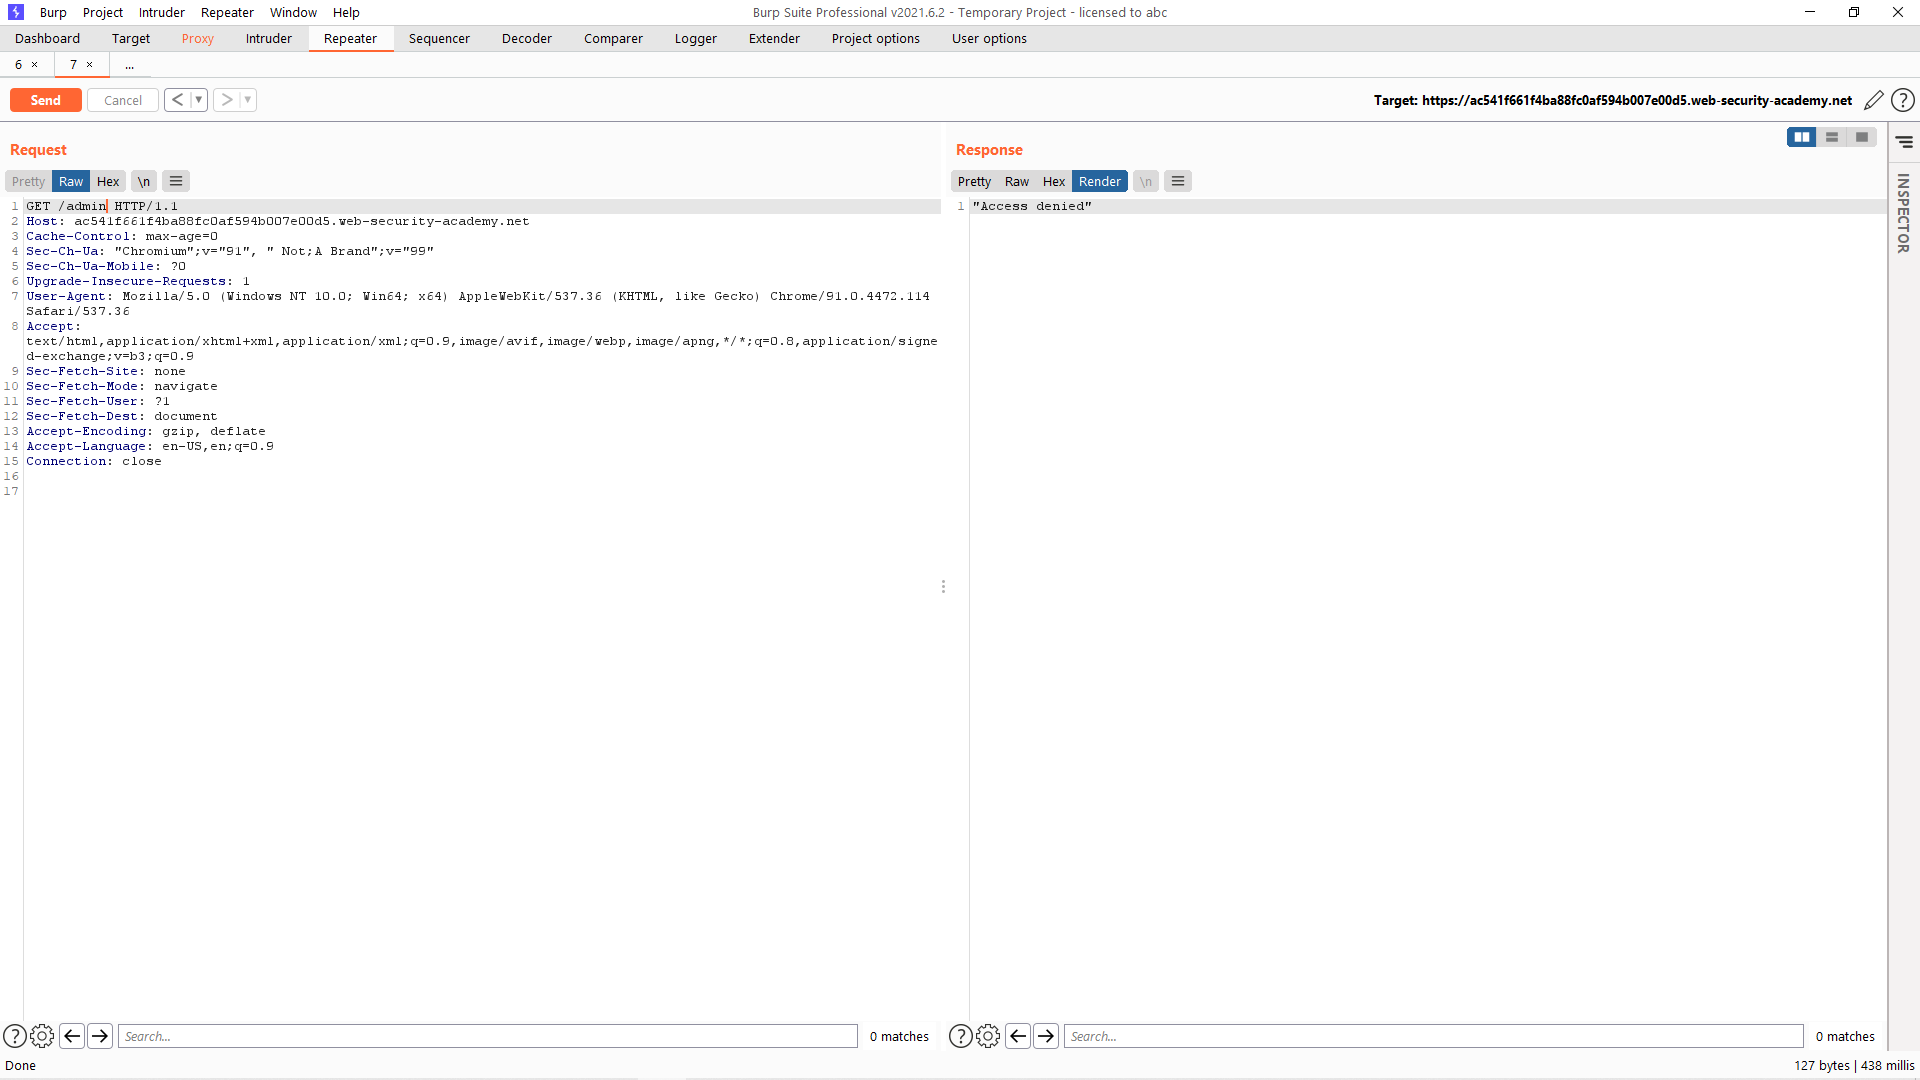 Burp Project Intruder Repeater Window Help
Burp Suite Professional v2021.6.2 - Temporary Project - licensed to abc
Dashboard Target Proxy Intruder Repeater Sequencer Decoder Comparer Logger Extender Project options User options
6 × 7 × ...
Send Cancel < ▼ > ▼
Target: https://ac541f661f4ba88fc0af594b007e00d5.web-security-academy.net ?
Request
Pretty Raw Hex \n
1 GET /admin HTTP/1.1
2 Host: ac541f661f4ba88fc0af594b007e00d5.web-security-academy.net
3 Cache-Control: max-age=0
4 Sec-Ch-Ua: "Chromium";v="91", " Not;A Brand";v="99"
5 Sec-Ch-Ua-Mobile: ?0
6 Upgrade-Insecure-Requests: 1
7 User-Agent: Mozilla/5.0 (Windows NT 10.0; Win64; x64) AppleWebKit/537.36 (KHTML, like Gecko) Chrome/91.0.4472.114
Safari/537.36
8 Accept:
text/html,application/xhtml+xml,application/xml;q=0.9,image/avif,image/webp,image/apng,*/*;q=0.8,application/signe
d-exchange;v=b3;q=0.9
9 Sec-Fetch-Site: none
10 Sec-Fetch-Mode: navigate
11 Sec-Fetch-User: ?1
12 Sec-Fetch-Dest: document
13 Accept-Encoding: gzip, deflate
14 Accept-Language: en-US,en;q=0.9
15 Connection: close
16
17
? Search... 0 matches
Response
Pretty Raw Hex Render \n
1 "Access denied"
? Search... 0 matches
INSPECTOR
Done
127 bytes | 438 millis